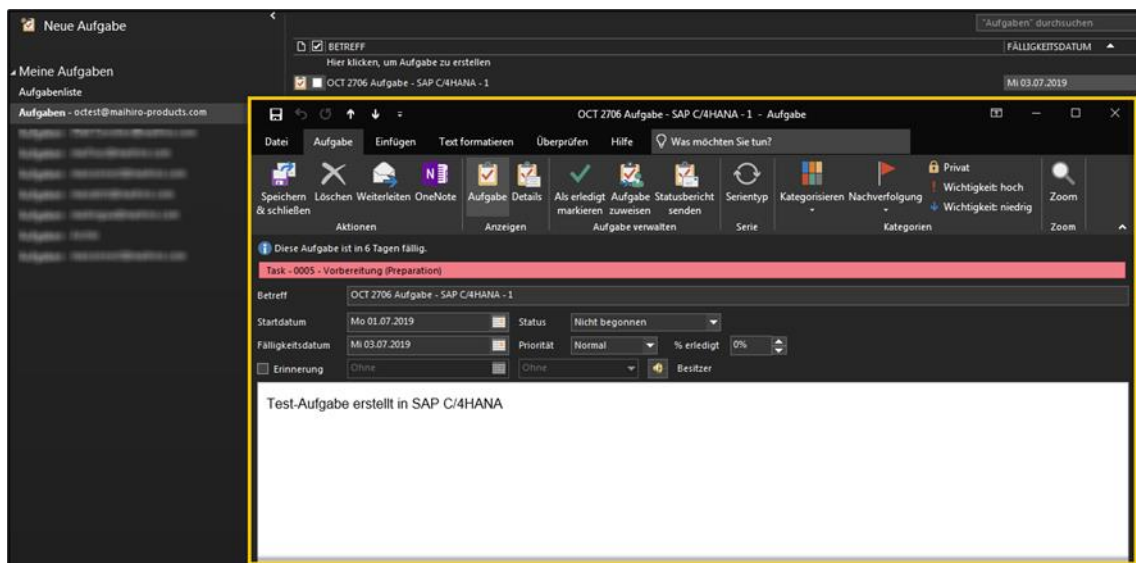 Neue Aufgabe
"Aufgaben" durchsuchen
BETREFF FÄLLIGKEITSDATUM
Hier klicken, um Aufgabe zu erstellen
OCT 2706 Aufgabe - SAP C/4HANA - 1 Mi 03.07.2019
Meine Aufgaben
Aufgabenliste
Aufgaben - octest@maihiro-products.com
OCT 2706 Aufgabe - SAP C/4HANA - 1 - Aufgabe
Datei Aufgabe Einfügen Text formatieren Überprüfen Hilfe Was möchten Sie tun?
Speichern & schließen
Löschen Weiterleiten OneNote
Aufgabe Details
Als erledigt markieren
Aufgabe zuweisen
Statusbericht senden
Serientyp
Kategorisieren Nachverfolgung
Privat
Wichtigkeit: hoch
Wichtigkeit: niedrig
Zoom
Aktionen Anzeigen Aufgabe verwalten Serie Kategorien Zoom
Diese Aufgabe ist in 6 Tagen fällig.
Task - 0005 - Vorbereitung (Preparation)
Betreff OCT 2706 Aufgabe - SAP C/4HANA - 1
Startdatum Mo 01.07.2019 Status Nicht begonnen
Fälligkeitsdatum Mi 03.07.2019 Priorität Normal % erledigt 0%
Erinnerung Ohne Ohne Besitzer
Test-Aufgabe erstellt in SAP C/4HANA